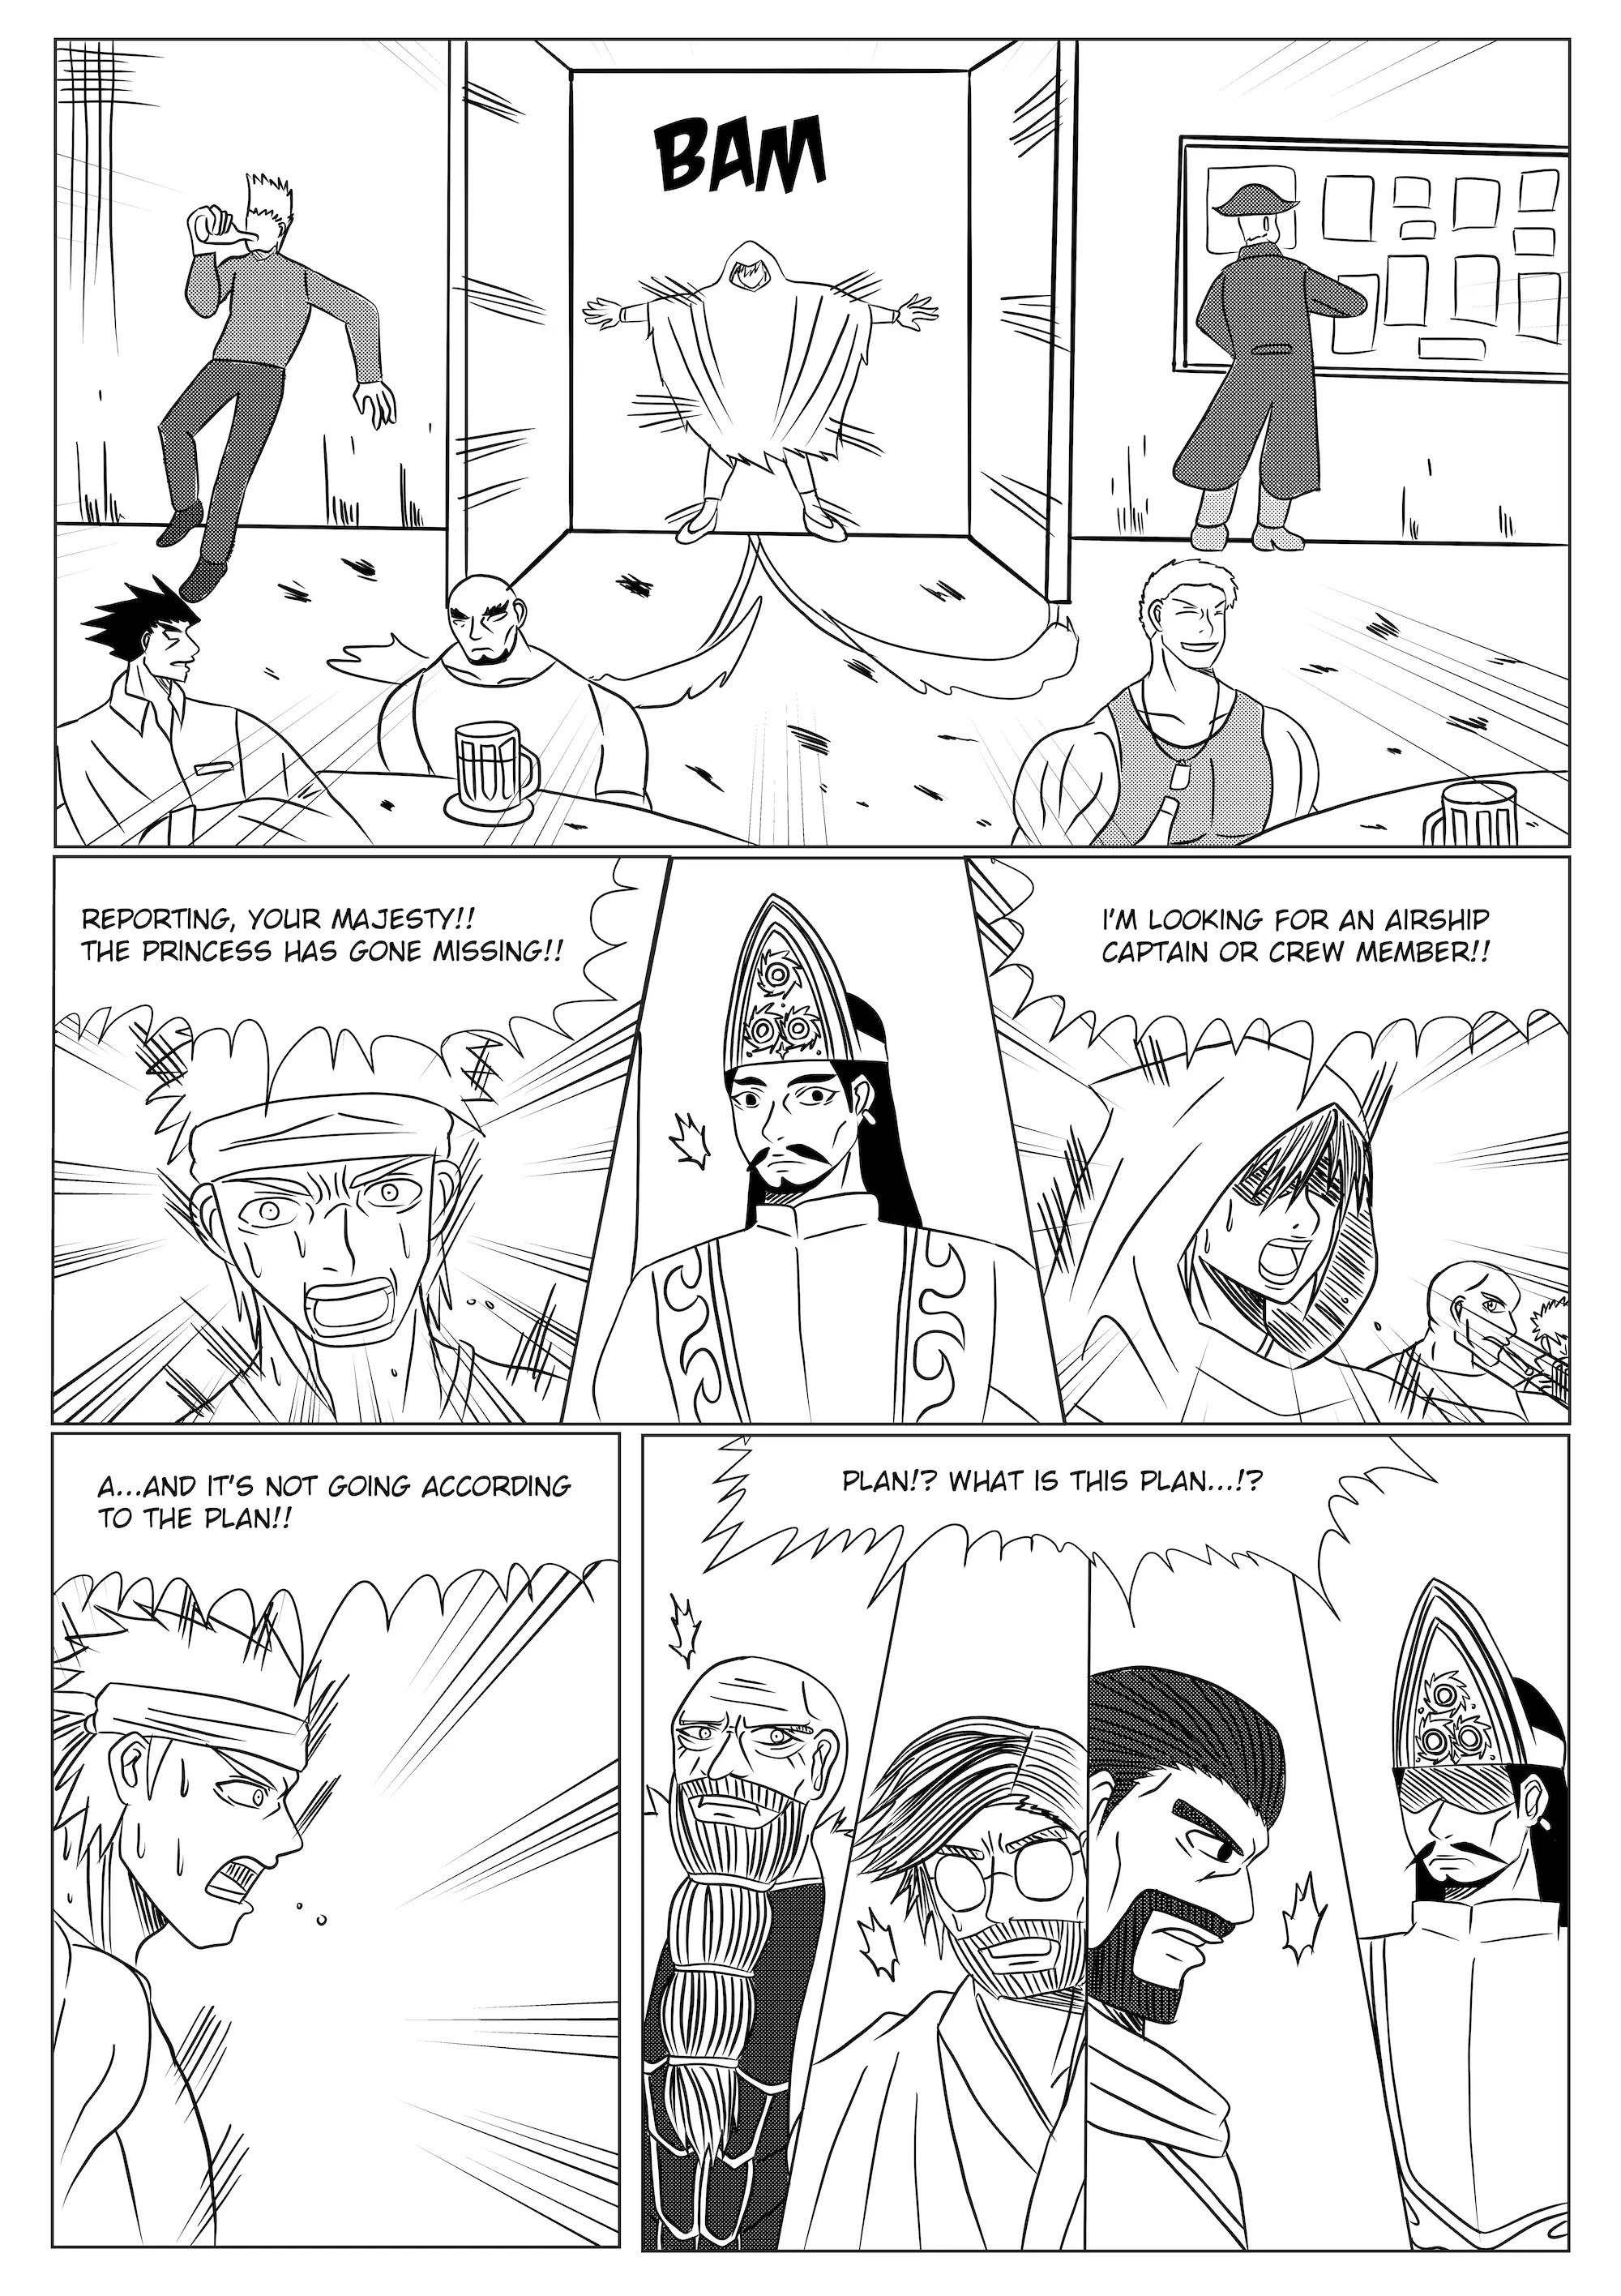 BAM
REPORTING, YOUR MAJESTY!!
THE PRINCESS HAS GONE MISSING!!
I'M LOOKING FOR AN AIRSHIP
CAPTAIN OR CREW MEMBER!!
A...AND IT'S NOT GOING ACCORDING
TO THE PLAN!!
PLAN!? WHAT IS THIS PLAN...!?